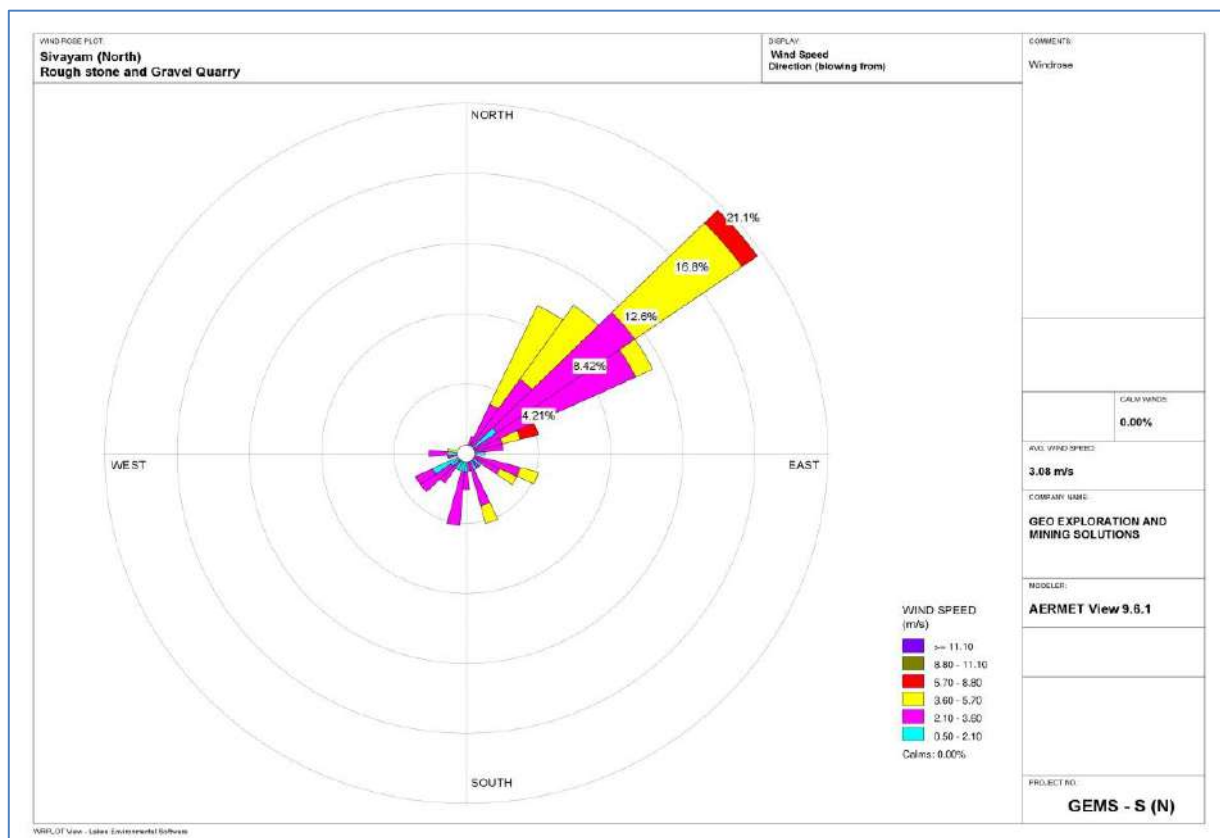 WIND ROSE PLOT:
Sivayam (North)
Rough stone and Gravel Quarry
DISPLAY:
Wind Speed
Direction (blowing from)
COMMENTS:
Windrose
NORTH
21.1%
16.8%
12.6%
8.42%
4.21%
WEST
EAST
SOUTH
WIND SPEED
(m/s)
>= 11.10
8.80 - 11.10
5.70 - 8.80
3.60 - 5.70
2.10 - 3.60
0.50 - 2.10
Calms: 0.00%
CALM WINDS:
0.00%
AVG. WIND SPEED:
3.08 m/s
COMPANY NAME:
GEO EXPLORATION AND
MINING SOLUTIONS
MODELER:
AERMET View 9.6.1
PROJECT NO.
GEMS - S (N)
WRPLOT View - Lakes Environmental Software